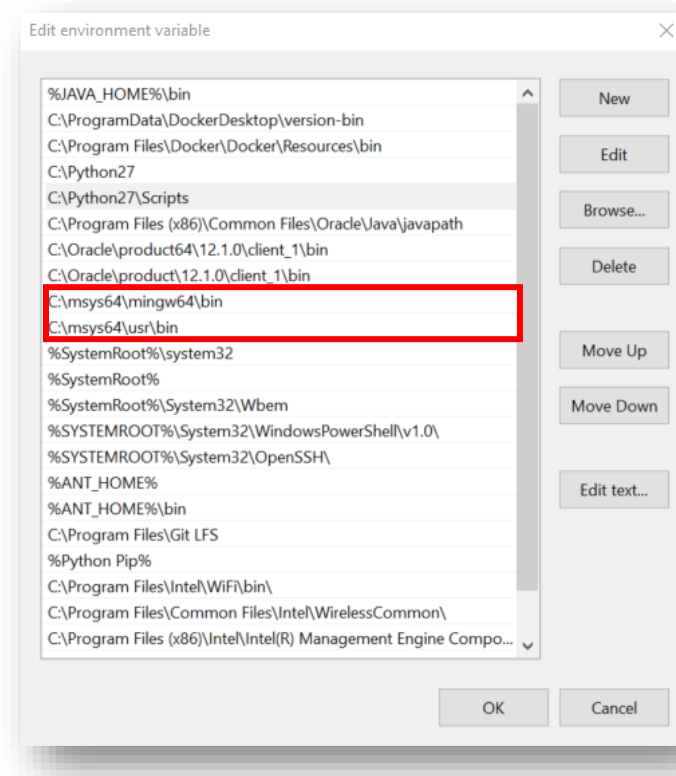 Edit environment variable
%JAVA_HOME%\bin
C:\ProgramData\DockerDesktop\version-bin
C:\Program Files\Docker\Docker\Resources\bin
C:\Python27
C:\Python27\Scripts
C:\Program Files (x86)\Common Files\Oracle\Java\javapath
C:\Oracle\product64\12.1.0\client_1\bin
C:\Oracle\product\12.1.0\client_1\bin
C:\msys64\mingw64\bin
C:\msys64\usr\bin
%SystemRoot%\system32
%SystemRoot%
%SystemRoot%\System32\Wbem
%SYSTEMROOT%\System32\WindowsPowerShell\v1.0\
%SYSTEMROOT%\System32\OpenSSH\
%ANT_HOME%
%ANT_HOME%\bin
C:\Program Files\Git LFS
%Python Pip%
C:\Program Files\Intel\WiFi\bin\
C:\Program Files\Common Files\Intel\WirelessCommon\
C:\Program Files (x86)\Intel\Intel(R) Management Engine Compo...
New
Edit
Browse...
Delete
Move Up
Move Down
Edit text...
OK
Cancel